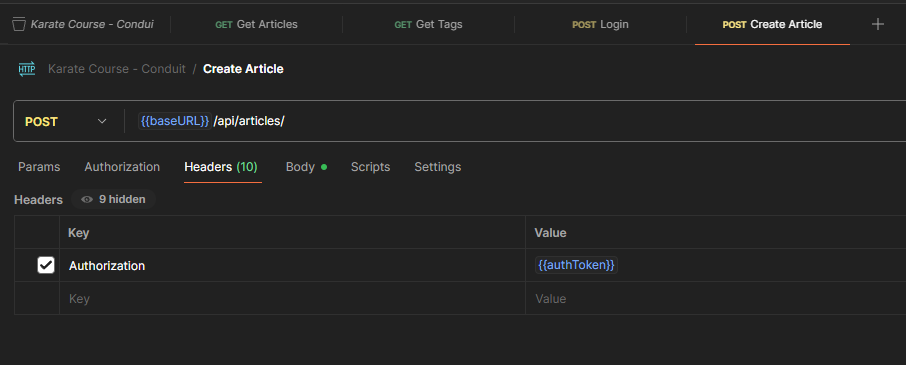 Karate Course - Condui GET Get Articles GET Get Tags POST Login POST Create Article
HTTP Karate Course - Conduit / Create Article
POST {{baseURL}} /api/articles/
Params Authorization Headers (10) Body Scripts Settings
Headers 9 hidden
Key Value
Authorization {{authToken}}
Key Value